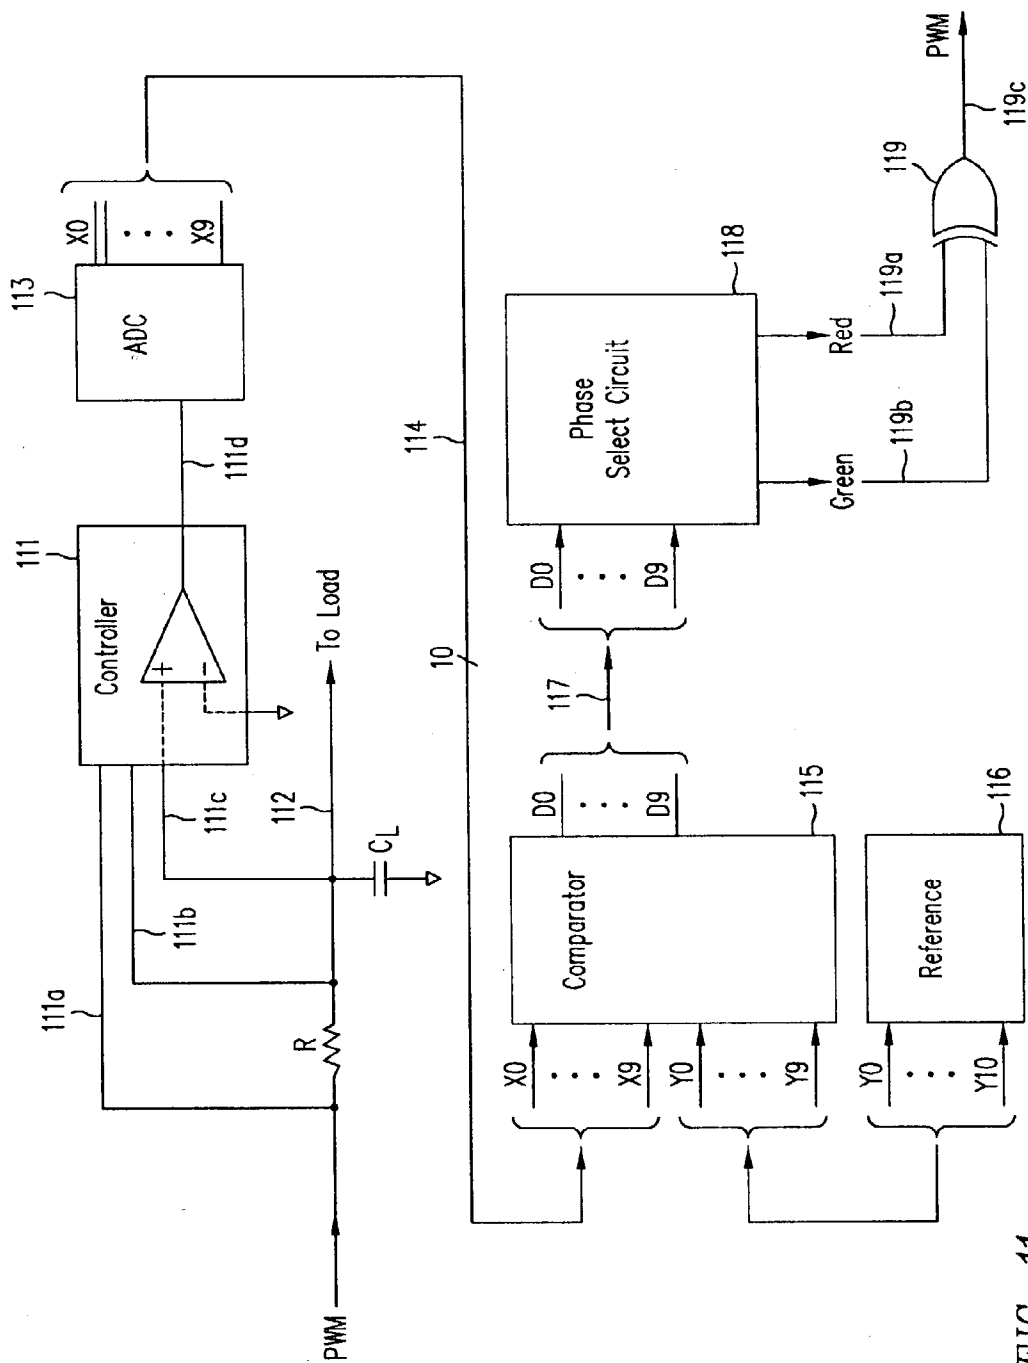 111a
111b
111c
111
Controller
+
−
111d
113
ADC
X0
X9
PWM
R
C_L
112
To Load
114
10
X0
X9
Y0
Y9
Comparator
115
D0
D9
117
D0
D9
Phase
Select Circuit
118
Green
Red
119b
119a
119
119c
PWM
Y0
Y10
Reference
116
FIG. 11